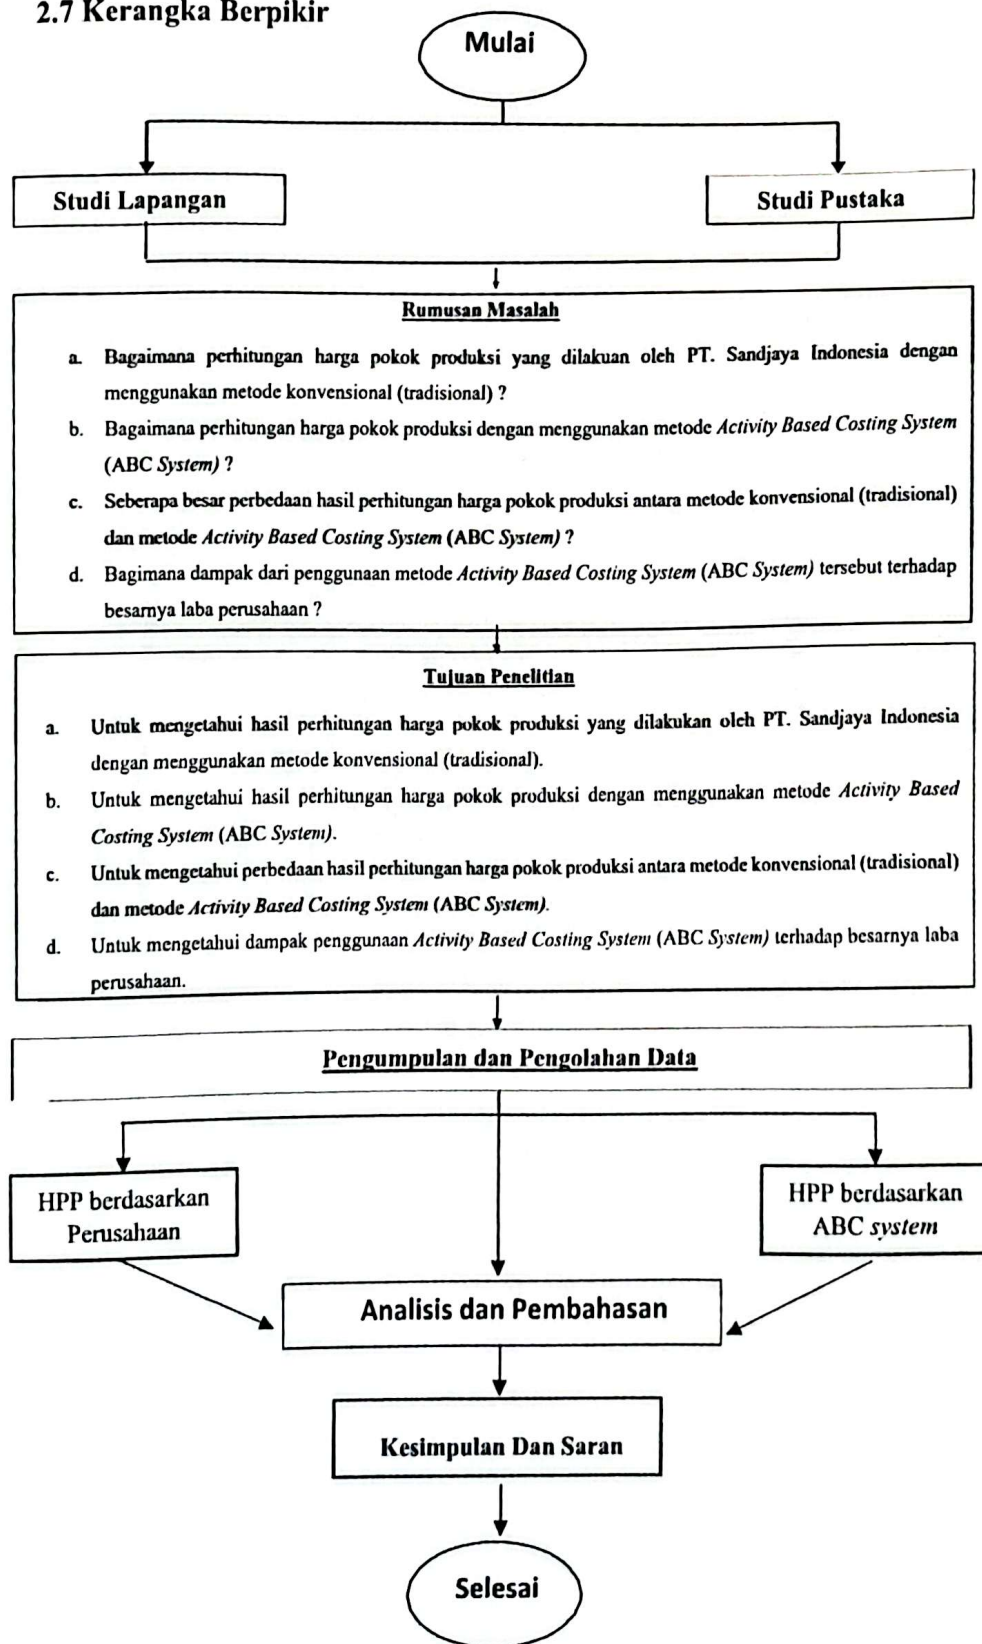 2.7 Kerangka Berpikir
Mulai
Studi Lapangan
Studi Pustaka
Rumusan Masalah
a. Bagaimana perhitungan harga pokok produksi yang dilakuan oleh PT. Sandjaya Indonesia dengan
menggunakan metode konvensional (tradisional) ?
b. Bagaimana perhitungan harga pokok produksi dengan menggunakan metode Activity Based Costing System
(ABC System) ?
c. Seberapa besar perbedaan hasil perhitungan harga pokok produksi antara metode konvensional (tradisional)
dan metode Activity Based Costing System (ABC System) ?
d. Bagimana dampak dari penggunaan metode Activity Based Costing System (ABC System) tersebut terhadap
besarnya laba perusahaan ?
Tujuan Penelitian
a. Untuk mengetahui hasil perhitungan harga pokok produksi yang dilakukan oleh PT. Sandjaya Indonesia
dengan menggunakan metode konvensional (tradisional).
b. Untuk mengetahui hasil perhitungan harga pokok produksi dengan menggunakan metode Activity Based
Costing System (ABC System).
c. Untuk mengetahui perbedaan hasil perhitungan harga pokok produksi antara metode konvensional (tradisional)
dan metode Activity Based Costing System (ABC System).
d. Untuk mengetahui dampak penggunaan Activity Based Costing System (ABC System) terhadap besarnya laba
perusahaan.
Pengumpulan dan Pengolahan Data
HPP berdasarkan
Perusahaan
HPP berdasarkan
ABC system
Analisis dan Pembahasan
Kesimpulan Dan Saran
Selesai